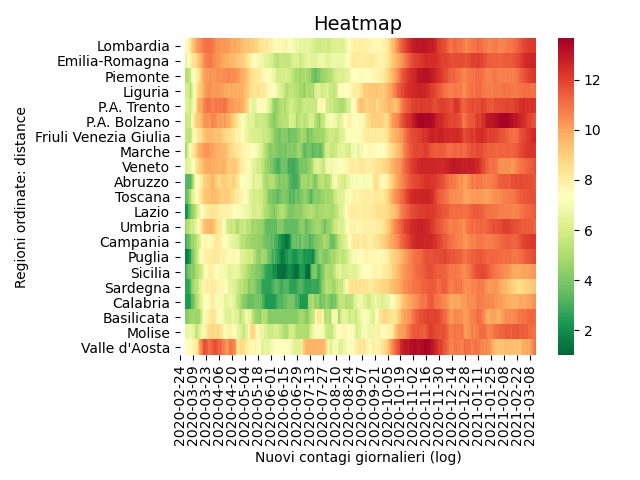 Heatmap
Regioni ordinate: distance
Lombardia
Emilia-Romagna
Piemonte
Liguria
P.A. Trento
P.A. Bolzano
Friuli Venezia Giulia
Marche
Veneto
Abruzzo
Toscana
Lazio
Umbria
Campania
Puglia
Sicilia
Sardegna
Calabria
Basilicata
Molise
Valle d'Aosta
12
10
8
6
4
2
2020-02-24
2020-03-09
2020-03-23
2020-04-06
2020-04-20
2020-05-04
2020-05-18
2020-06-01
2020-06-15
2020-06-29
2020-07-13
2020-07-27
2020-08-10
2020-08-24
2020-09-07
2020-09-21
2020-10-05
2020-10-19
2020-11-02
2020-11-16
2020-11-30
2020-12-14
2020-12-28
2021-01-11
2021-01-25
2021-02-08
2021-02-22
2021-03-08
Nuovi contagi giornalieri (log)